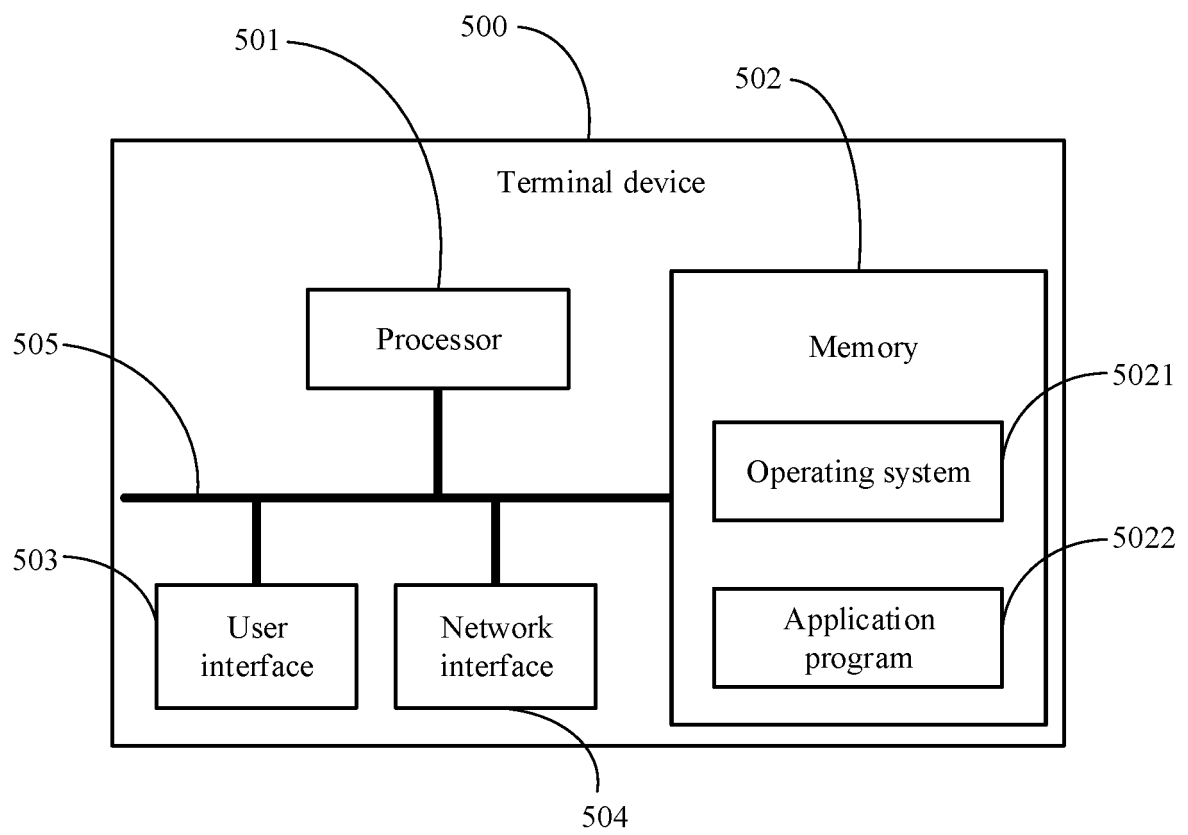 500
501
502
Terminal device
Processor
505
Memory
5021
Operating system
503
5022
User
interface
Network
interface
Application
program
504